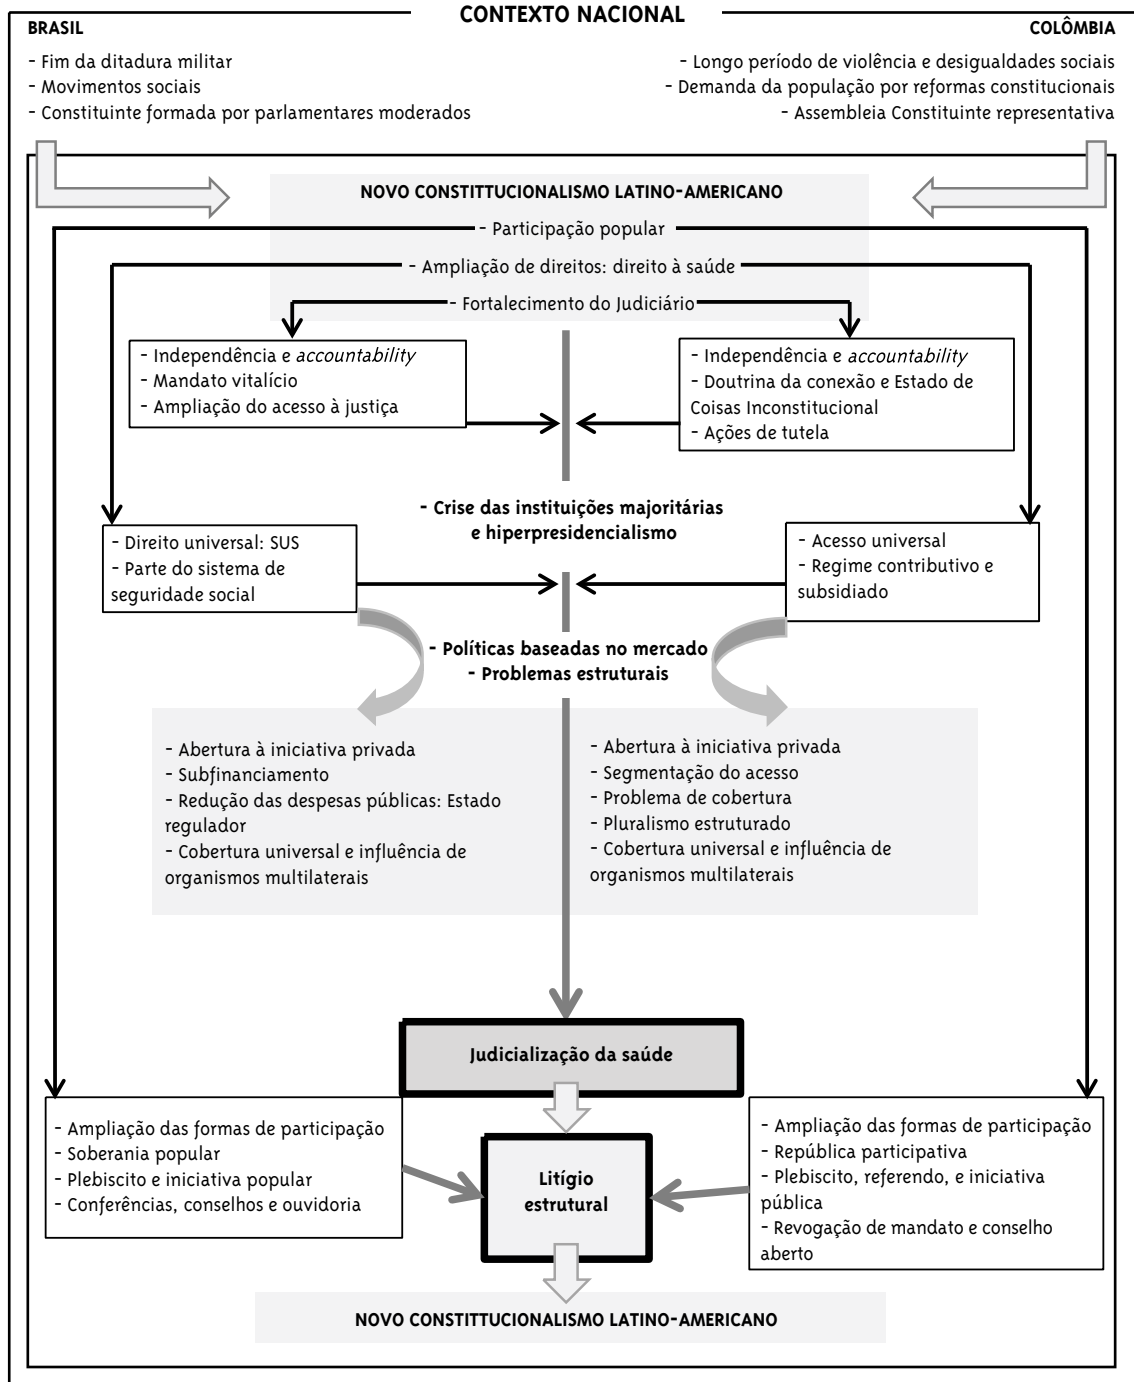 CONTEXTO NACIONAL
BRASIL
- Fim da ditadura militar
- Movimentos sociais
- Constituinte formada por parlamentares moderados
COLÔMBIA
- Longo período de violência e desigualdades sociais
- Demanda da população por reformas constitucionais
- Assembleia Constituinte representativa
NOVO CONSTITTUCIONALISMO LATINO-AMERICANO
- Participação popular
- Ampliação de direitos: direito à saúde
- Fortalecimento do Judiciário
- Independência e accountability
- Mandato vitalício
- Ampliação do acesso à justiça
- Independência e accountability
- Doutrina da conexão e Estado de
Coisas Inconstitucional
- Ações de tutela
- Crise das instituições majoritárias
e hiperpresidencialismo
- Direito universal: SUS
- Parte do sistema de
seguridade social
- Acesso universal
- Regime contributivo e
subsidiado
- Políticas baseadas no mercado
- Problemas estruturais
- Abertura à iniciativa privada
- Subfinanciamento
- Redução das despesas públicas: Estado
regulador
- Cobertura universal e influência de
organismos multilaterais
- Abertura à iniciativa privada
- Segmentação do acesso
- Problema de cobertura
- Pluralismo estruturado
- Cobertura universal e influência de
organismos multilaterais
Judicialização da saúde
- Ampliação das formas de participação
- Soberania popular
- Plebiscito e iniciativa popular
- Conferências, conselhos e ouvidoria
Litígio
estrutural
- Ampliação das formas de participação
- República participativa
- Plebiscito, referendo, e iniciativa
pública
- Revogação de mandato e conselho
aberto
NOVO CONSTITTUCIONALISMO LATINO-AMERICANO